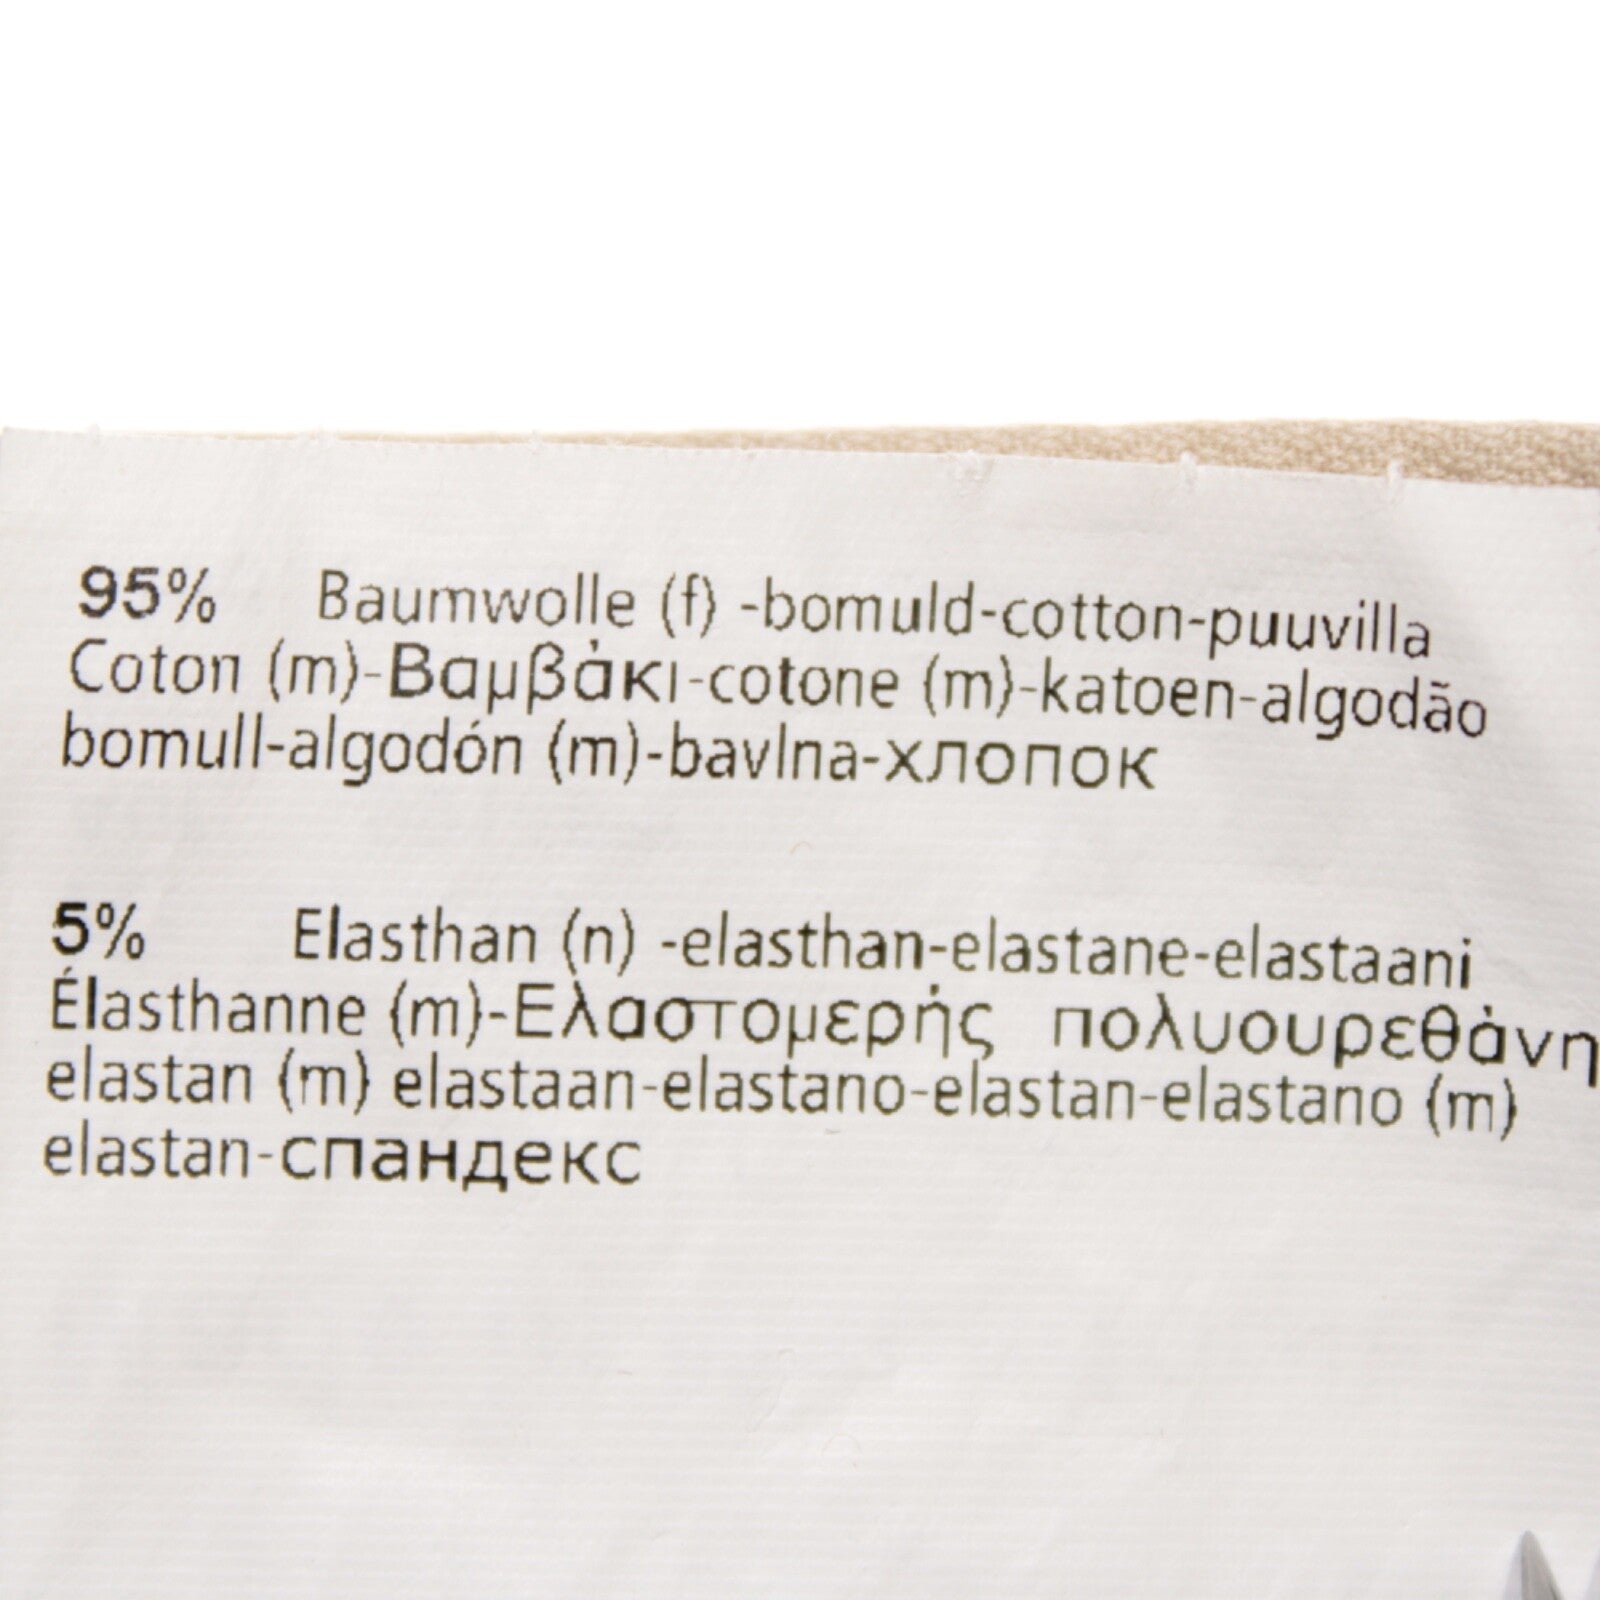 95% Baumwolle (f) -bomuld-cotton-puuvilla
Coton (m)-Βαμβάκι-cotone (m)-katoen-algodão
bomull-algodón (m)-bavlna-хлопок
5% Elasthan (n) -elasthan-elastane-elastaani
Élasthanne (m)-Ελαστομερής πολυουρεθάνη
elastan (m) elastaan-elastano-elastan-elastano (m)
elastan-спандекс